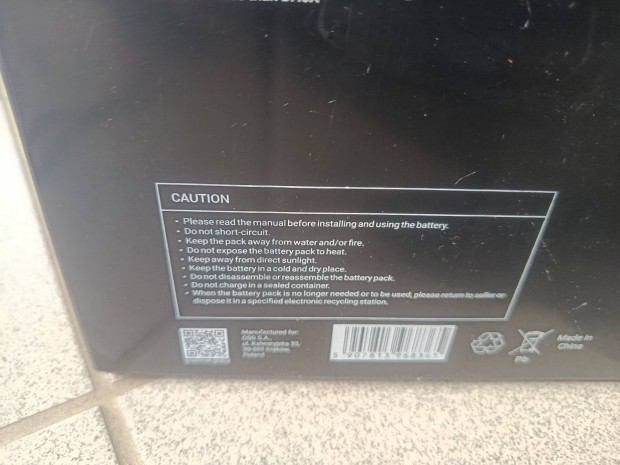 CAUTION
• Please read the manual before installing and using the battery.
• Do not short-circuit.
• Keep the pack away from water and/or fire.
• Do not expose the battery pack to heat.
• Keep away from direct sunlight.
• Keep the battery in a cold and dry place.
• Do not disassemble or reassemble the battery pack.
• Do not charge in a sealed container.
• When the battery pack is no longer needed or to be used, please return to seller or
dispose it in a specified electronic recycling station.
Manufactured for:
S.A.,
ul.
Kraków,
Poland
Pb
Made in
China